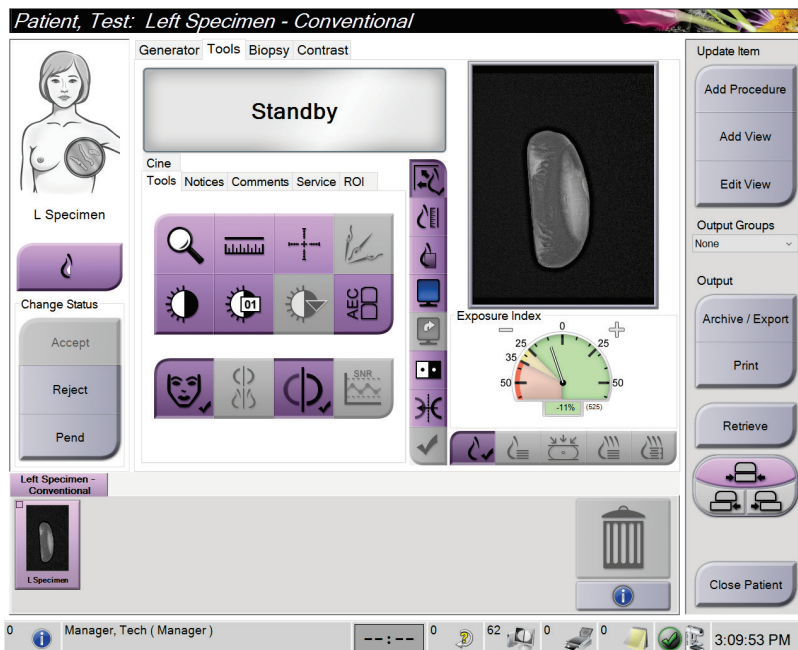 Patient, Test:  Left Specimen - Conventional
Generator Tools Biopsy Contrast
Standby
Cine
Tools Notices Comments Service ROI
01
AEC
SNR
L Specimen
Change Status
Accept
Reject
Pend
Exposure Index
0
25 25
35
50 50
-11% (525)
Update Item
Add Procedure
Add View
Edit View
Output Groups
None
Output
Archive / Export
Print
Retrieve
Close Patient
Left Specimen -
Conventional
L Specimen
0 Manager, Tech ( Manager ) --:-- 0 62 0 0 3:09:53 PM